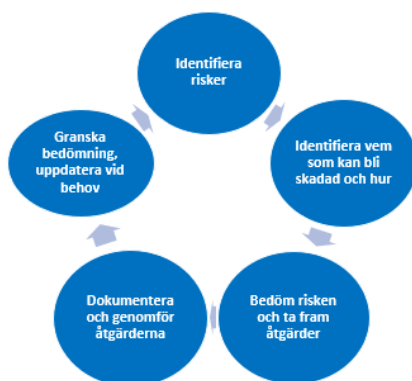 Identifiera
risker
Identifiera vem
som kan bli
skadad och hur
Bedöm risken
och ta fram
åtgärder
Dokumentera
och genomför
åtgärderna
Granska
bedömning,
uppdatera vid
behov